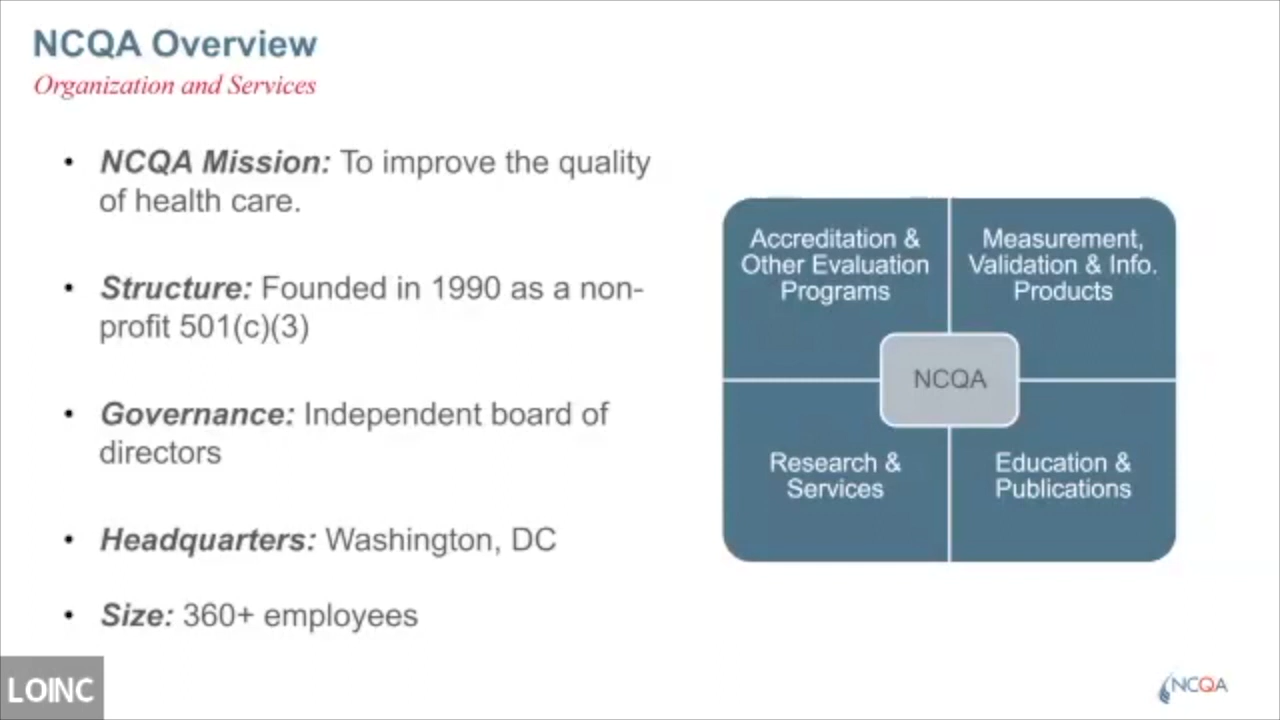 NCQA Overview
Organization and Services
• NCQA Mission: To improve the quality
of health care.
• Structure: Founded in 1990 as a non-
profit 501(c)(3)
• Governance: Independent board of
directors
• Headquarters: Washington, DC
• Size: 360+ employees
Accreditation &
Other Evaluation
Programs
Measurement,
Validation & Info.
Products
NCQA
Research &
Services
Education &
Publications
LOINC
NCQA